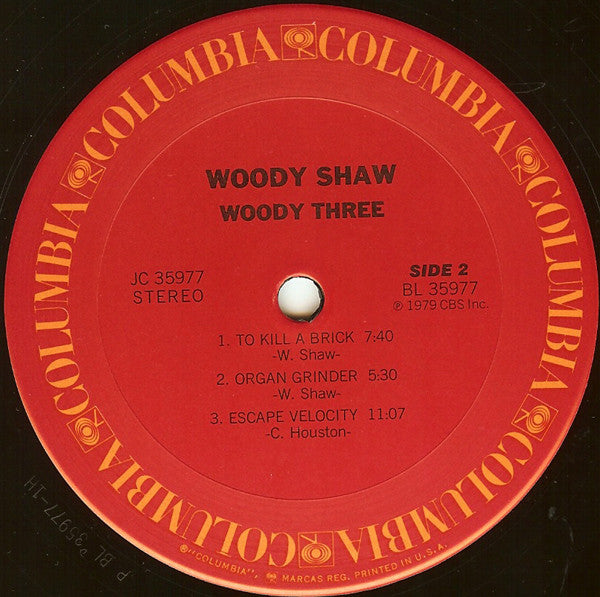 COLUMBIA COLUMBIA COLUMBIA COLUMBIA COLUMBIA COLUMBIA
WOODY SHAW
WOODY THREE
JC 35977
STEREO
SIDE 2
BL 35977
℗ 1979 CBS Inc.
1. TO KILL A BRICK 7:40
-W. Shaw-
2. ORGAN GRINDER 5:30
-W. Shaw-
3. ESCAPE VELOCITY 11:07
-C. Houston-
®"COLUMBIA", MARCAS REG. PRINTED IN U.S.A.
P BL 35977-1H